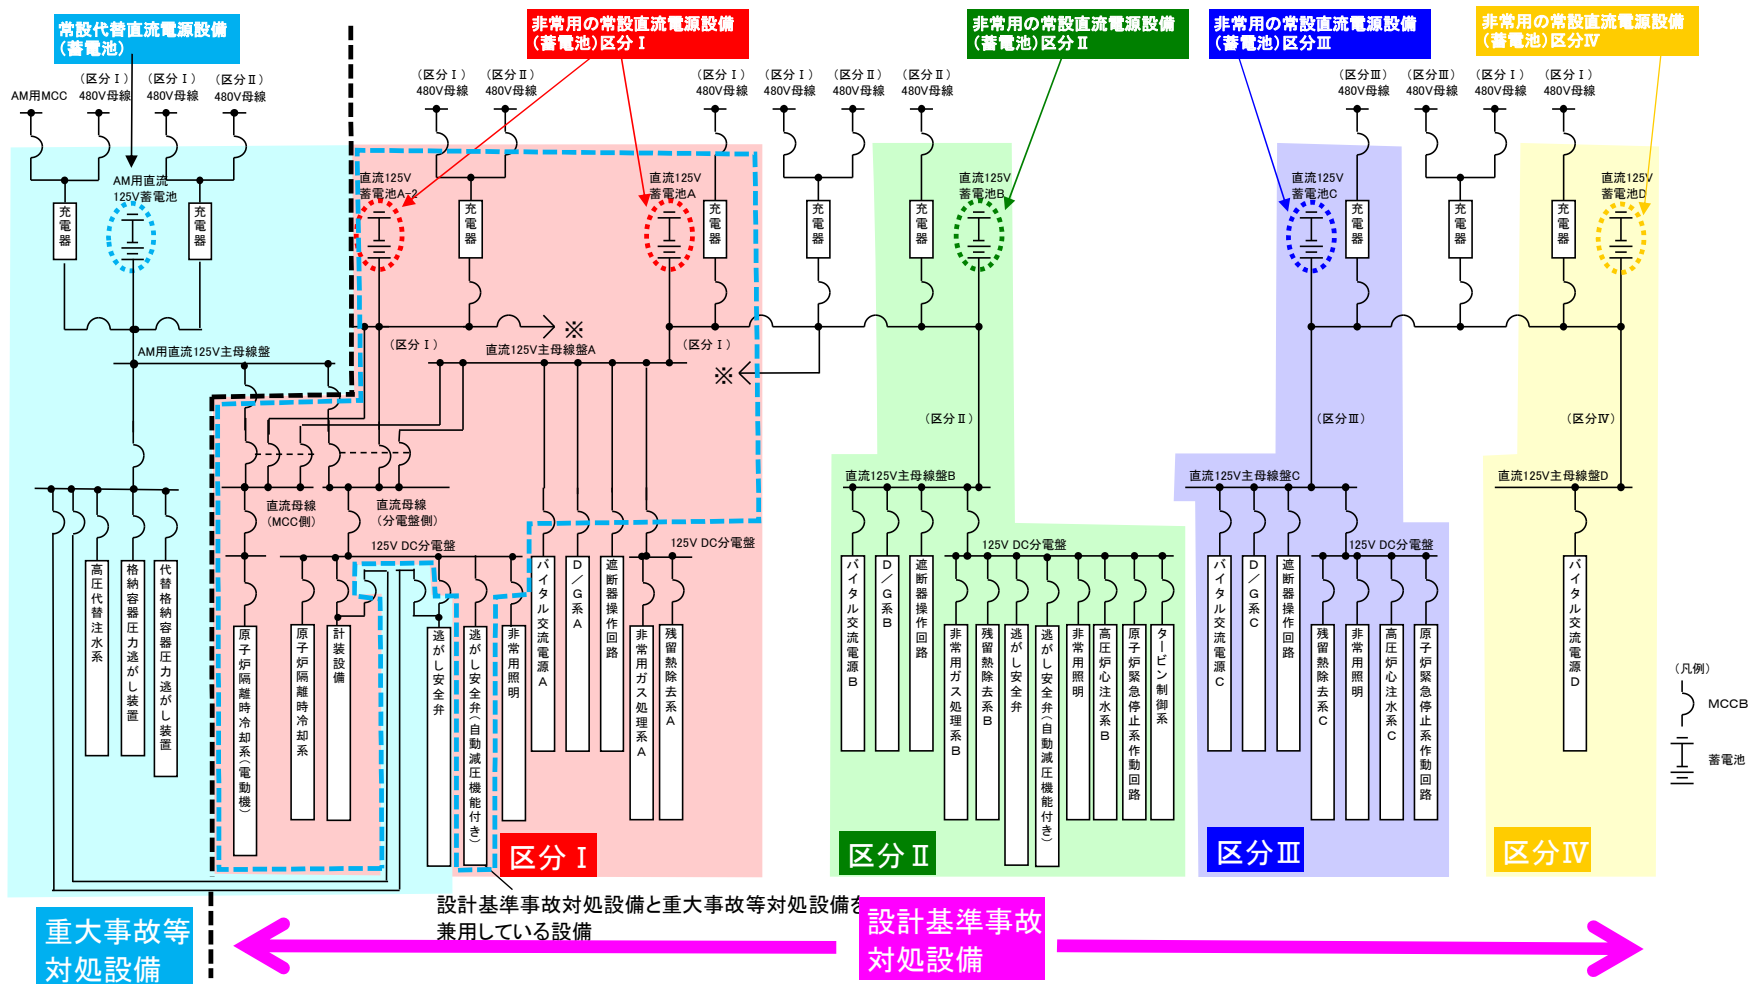 常設代替直流電源設備
(蓄電池)
非常用の常設直流電源設備
(蓄電池)区分Ⅰ
非常用の常設直流電源設備
(蓄電池)区分Ⅱ
非常用の常設直流電源設備
(蓄電池)区分Ⅲ
非常用の常設直流電源設備
(蓄電池)区分Ⅳ
AM用MCC
(区分Ⅰ)
480V母線
(区分Ⅰ)
480V母線
(区分Ⅱ)
480V母線
(区分Ⅰ)
480V母線
(区分Ⅱ)
480V母線
(区分Ⅰ)
480V母線
(区分Ⅰ)
480V母線
(区分Ⅱ)
480V母線
(区分Ⅱ)
480V母線
(区分Ⅲ)
480V母線
(区分Ⅲ)
480V母線
(区分Ⅰ)
480V母線
(区分Ⅰ)
480V母線
充電器
AM用直流
125V蓄電池
充電器
直流125V
蓄電池A-2
充電器
直流125V
蓄電池A
充電器
充電器
充電器
直流125V
蓄電池B
直流125V
蓄電池C
充電器
充電器
充電器
直流125V
蓄電池D
※
※
AM用直流125V主母線盤
(区分Ⅰ)
直流125V主母線盤A
(区分Ⅰ)
(区分Ⅱ)
(区分Ⅲ)
(区分Ⅳ)
直流125V主母線盤B
直流125V主母線盤C
直流125V主母線盤D
直流母線
(MCC側)
直流母線
(分電盤側)
125V DC分電盤
125V DC分電盤
125V DC分電盤
125V DC分電盤
高圧代替注水系
格納容器圧力逃がし装置
代替格納容器圧力逃がし装置
原子炉隔離時冷却系(電動機)
原子炉隔離時冷却系
計装設備
逃がし安全弁
逃がし安全弁(自動減圧機能付き)
非常用照明
バイタル交流電源A
D/G系A
遮断器操作回路
非常用ガス処理系A
残留熱除去系A
バイタル交流電源B
D/G系B
遮断器操作回路
非常用ガス処理系B
残留熱除去系B
逃がし安全弁
逃がし安全弁(自動減圧機能付き)
非常用照明
高圧炉心注水系B
原子炉緊急停止系作動回路
タービン制御系
バイタル交流電源C
D/G系C
遮断器操作回路
残留熱除去系C
非常用照明
高圧炉心注水系C
原子炉緊急停止系作動回路
バイタル交流電源D
(凡例)
MCCB
蓄電池
区分Ⅰ
区分Ⅱ
区分Ⅲ
区分Ⅳ
設計基準事故対処設備と重大事故等対処設備を
兼用している設備
重大事故等
対処設備
設計基準事故
対処設備